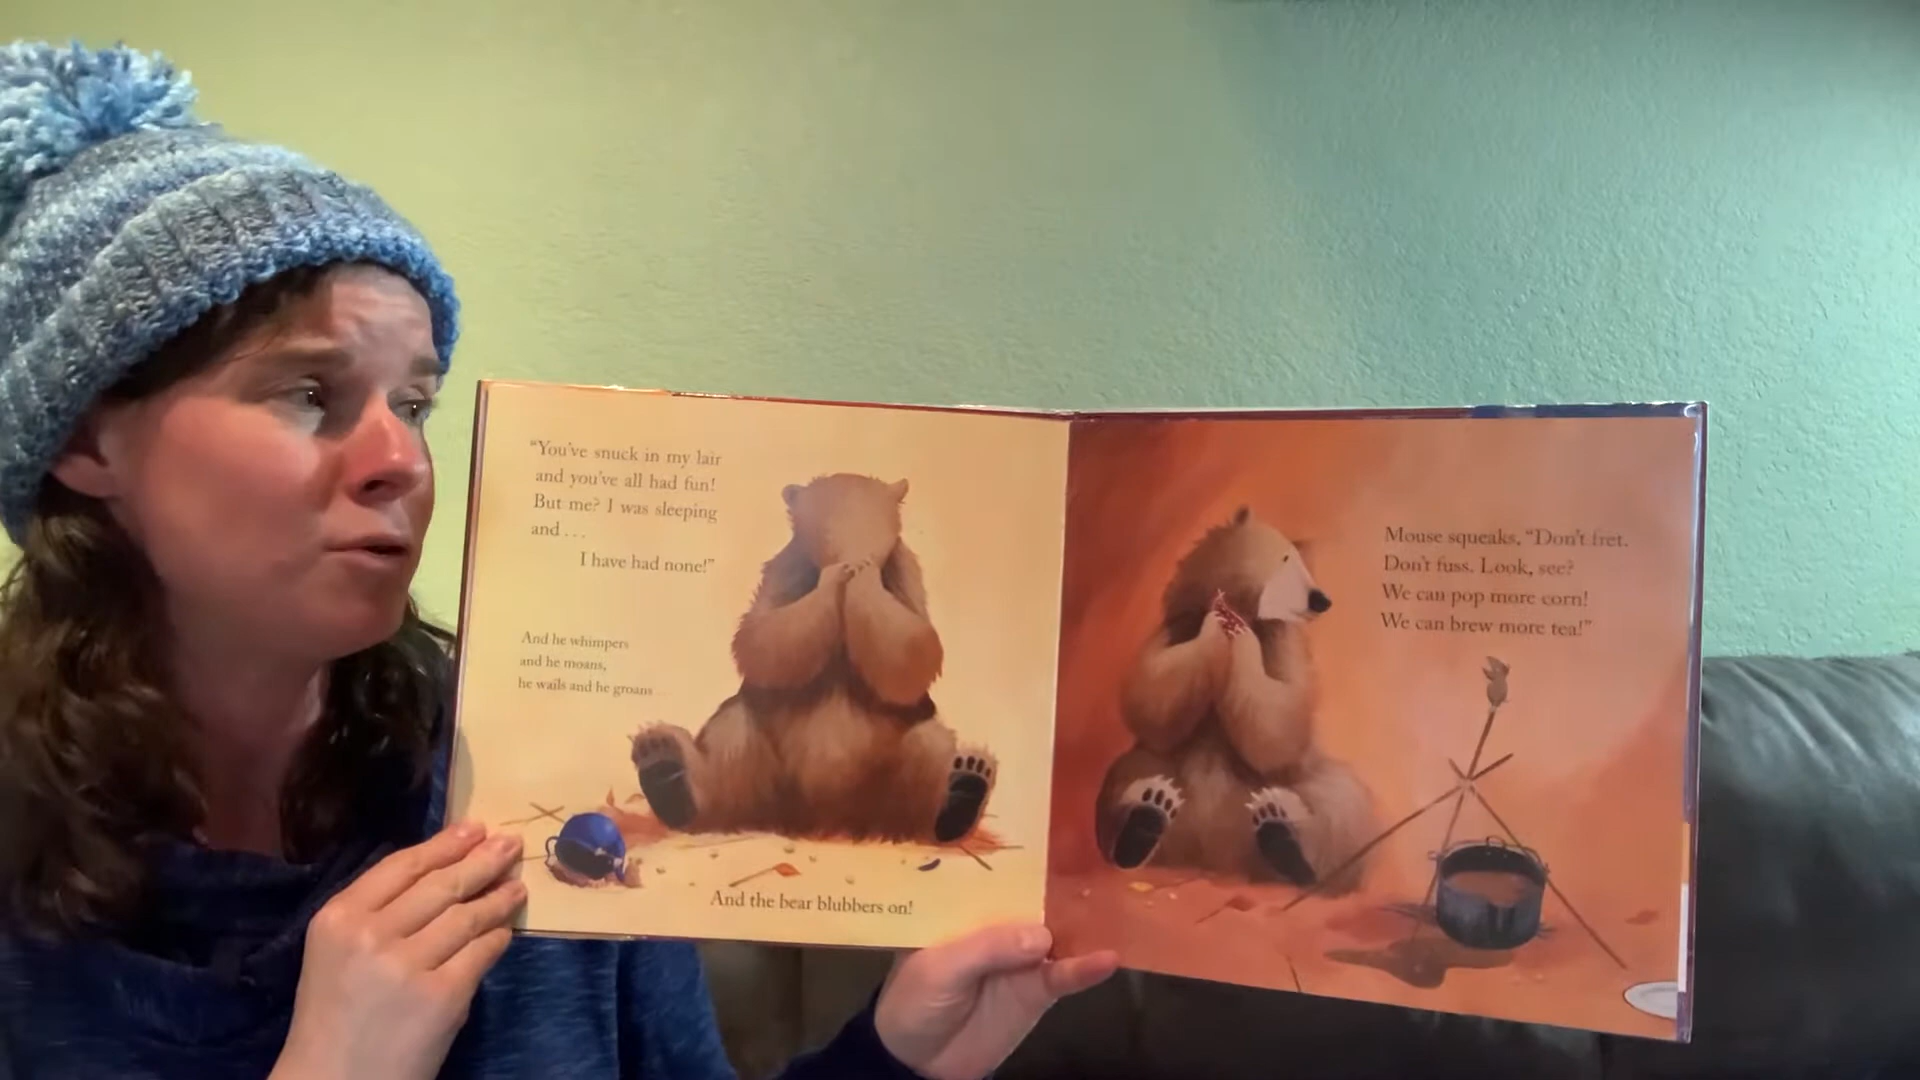 "You've snuck in my lair
and you've all had fun!
But me? I was sleeping
and . . .
I have had none!"
And he whimpers
and he moans,
he wails and he groans
And the bear blubbers on!
Mouse squeaks, "Don't fret.
Don't fuss. Look, see?
We can pop more corn!
We can brew more tea!"